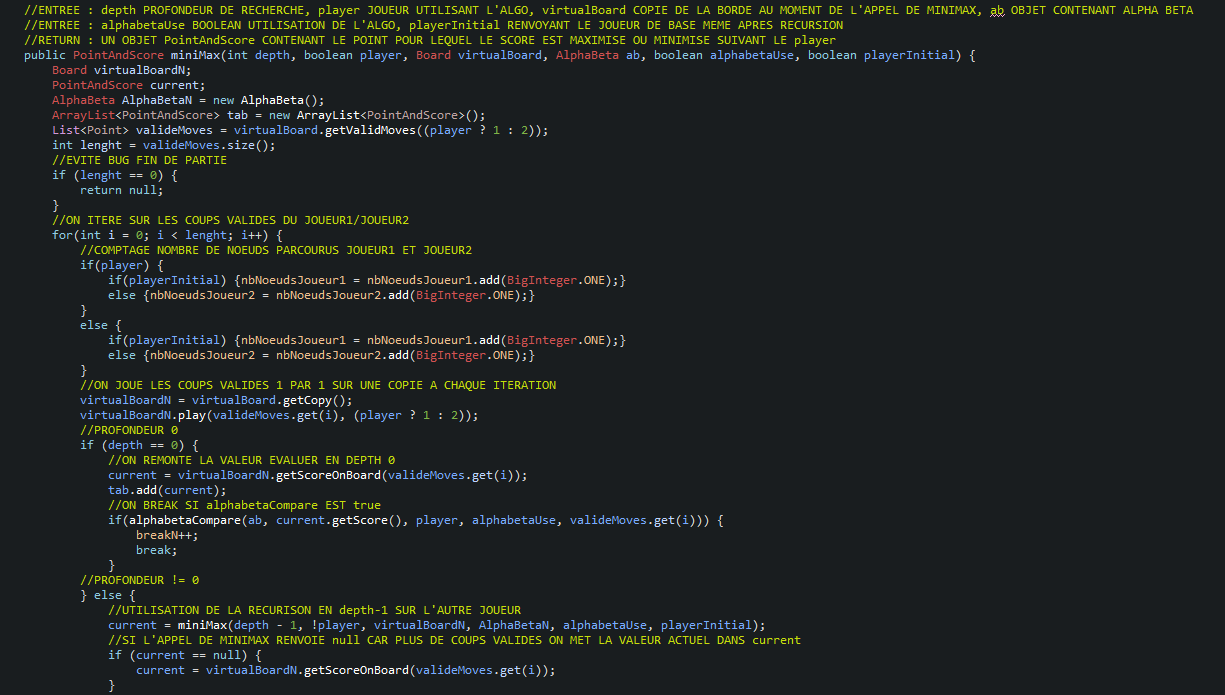 //ENTREE : depth PROFONDEUR DE RECHERCHE, player JOUEUR UTILISANT L'ALGO, virtualBoard COPIE DE LA BORDE AU MOMENT DE L'APPEL DE MINIMAX, ab OBJET CONTENANT ALPHA BETA
//ENTREE : alphabetaUse BOOLEAN UTILISATION DE L'ALGO, playerInitial RENVOYANT LE JOUEUR DE BASE MEME APRES RECURSION
//RETURN : UN OBJET PointAndScore CONTENANT LE POINT POUR LEQUEL LE SCORE EST MAXIMISE OU MINIMISE SUIVANT LE player
public PointAndScore miniMax(int depth, boolean player, Board virtualBoard, AlphaBeta ab, boolean alphabetaUse, boolean playerInitial) {
    Board virtualBoardN;
    PointAndScore current;
    AlphaBeta AlphaBetaN = new AlphaBeta();
    ArrayList<PointAndScore> tab = new ArrayList<PointAndScore>();
    List<Point> valideMoves = virtualBoard.getValidMoves((player ? 1 : 2));
    int lenght = valideMoves.size();
    //EVITE BUG FIN DE PARTIE
    if (lenght == 0) {
        return null;
    }
    //ON ITERE SUR LES COUPS VALIDES DU JOUEUR1/JOUEUR2
    for(int i = 0; i < lenght; i++) {
        //COMPTAGE NOMBRE DE NOEUDS PARCOURUS JOUEUR1 ET JOUEUR2
        if(player) {
            if(playerInitial) {nbNoeudsJoueur1 = nbNoeudsJoueur1.add(BigInteger.ONE);}
            else {nbNoeudsJoueur2 = nbNoeudsJoueur2.add(BigInteger.ONE);}
        }
        else {
            if(playerInitial) {nbNoeudsJoueur1 = nbNoeudsJoueur1.add(BigInteger.ONE);}
            else {nbNoeudsJoueur2 = nbNoeudsJoueur2.add(BigInteger.ONE);}
        }
        //ON JOUE LES COUPS VALIDES 1 PAR 1 SUR UNE COPIE A CHAQUE ITERATION
        virtualBoardN = virtualBoard.getCopy();
        virtualBoardN.play(valideMoves.get(i), (player ? 1 : 2));
        //PROFONDEUR 0
        if (depth == 0) {
            //ON REMONTE LA VALEUR EVALUER EN DEPTH 0
            current = virtualBoardN.getScoreOnBoard(valideMoves.get(i));
            tab.add(current);
            //ON BREAK SI alphabetaCompare EST true
            if(alphabetaCompare(ab, current.getScore(), player, alphabetaUse, valideMoves.get(i))) {
                breakN++;
                break;
            }
        //PROFONDEUR != 0
        } else {
            //UTILISATION DE LA RECURISON EN depth-1 SUR L'AUTRE JOUEUR
            current = miniMax(depth - 1, !player, virtualBoardN, AlphaBetaN, alphabetaUse, playerInitial);
            //SI L'APPEL DE MINIMAX RENVOIE null CAR PLUS DE COUPS VALIDES ON MET LA VALEUR ACTUEL DANS current
            if (current == null) {
                current = virtualBoardN.getScoreOnBoard(valideMoves.get(i));
            }